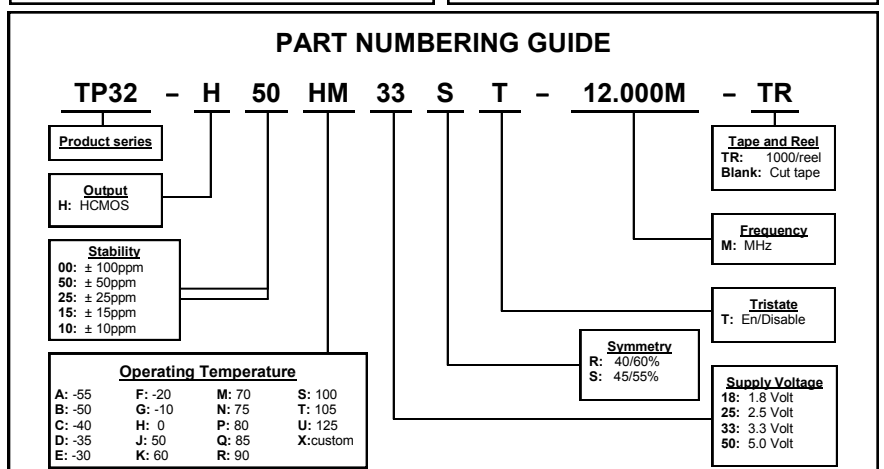 PART NUMBERING GUIDE
TP32 – H 50 HM 33 S T – 12.000M – TR
Product series
Output
H: HCMOS
Stability
00: ± 100ppm
50: ± 50ppm
25: ± 25ppm
15: ± 15ppm
10: ± 10ppm
Operating Temperature
A: -55 F: -20 M: 70 S: 100
B: -50 G: -10 N: 75 T: 105
C: -40 H: 0 P: 80 U: 125
D: -35 J: 50 Q: 85 X:custom
E: -30 K: 60 R: 90
Symmetry
R: 40/60%
S: 45/55%
Tape and Reel
TR: 1000/reel
Blank: Cut tape
Frequency
M: MHz
Tristate
T: En/Disable
Supply Voltage
18: 1.8 Volt
25: 2.5 Volt
33: 3.3 Volt
50: 5.0 Volt